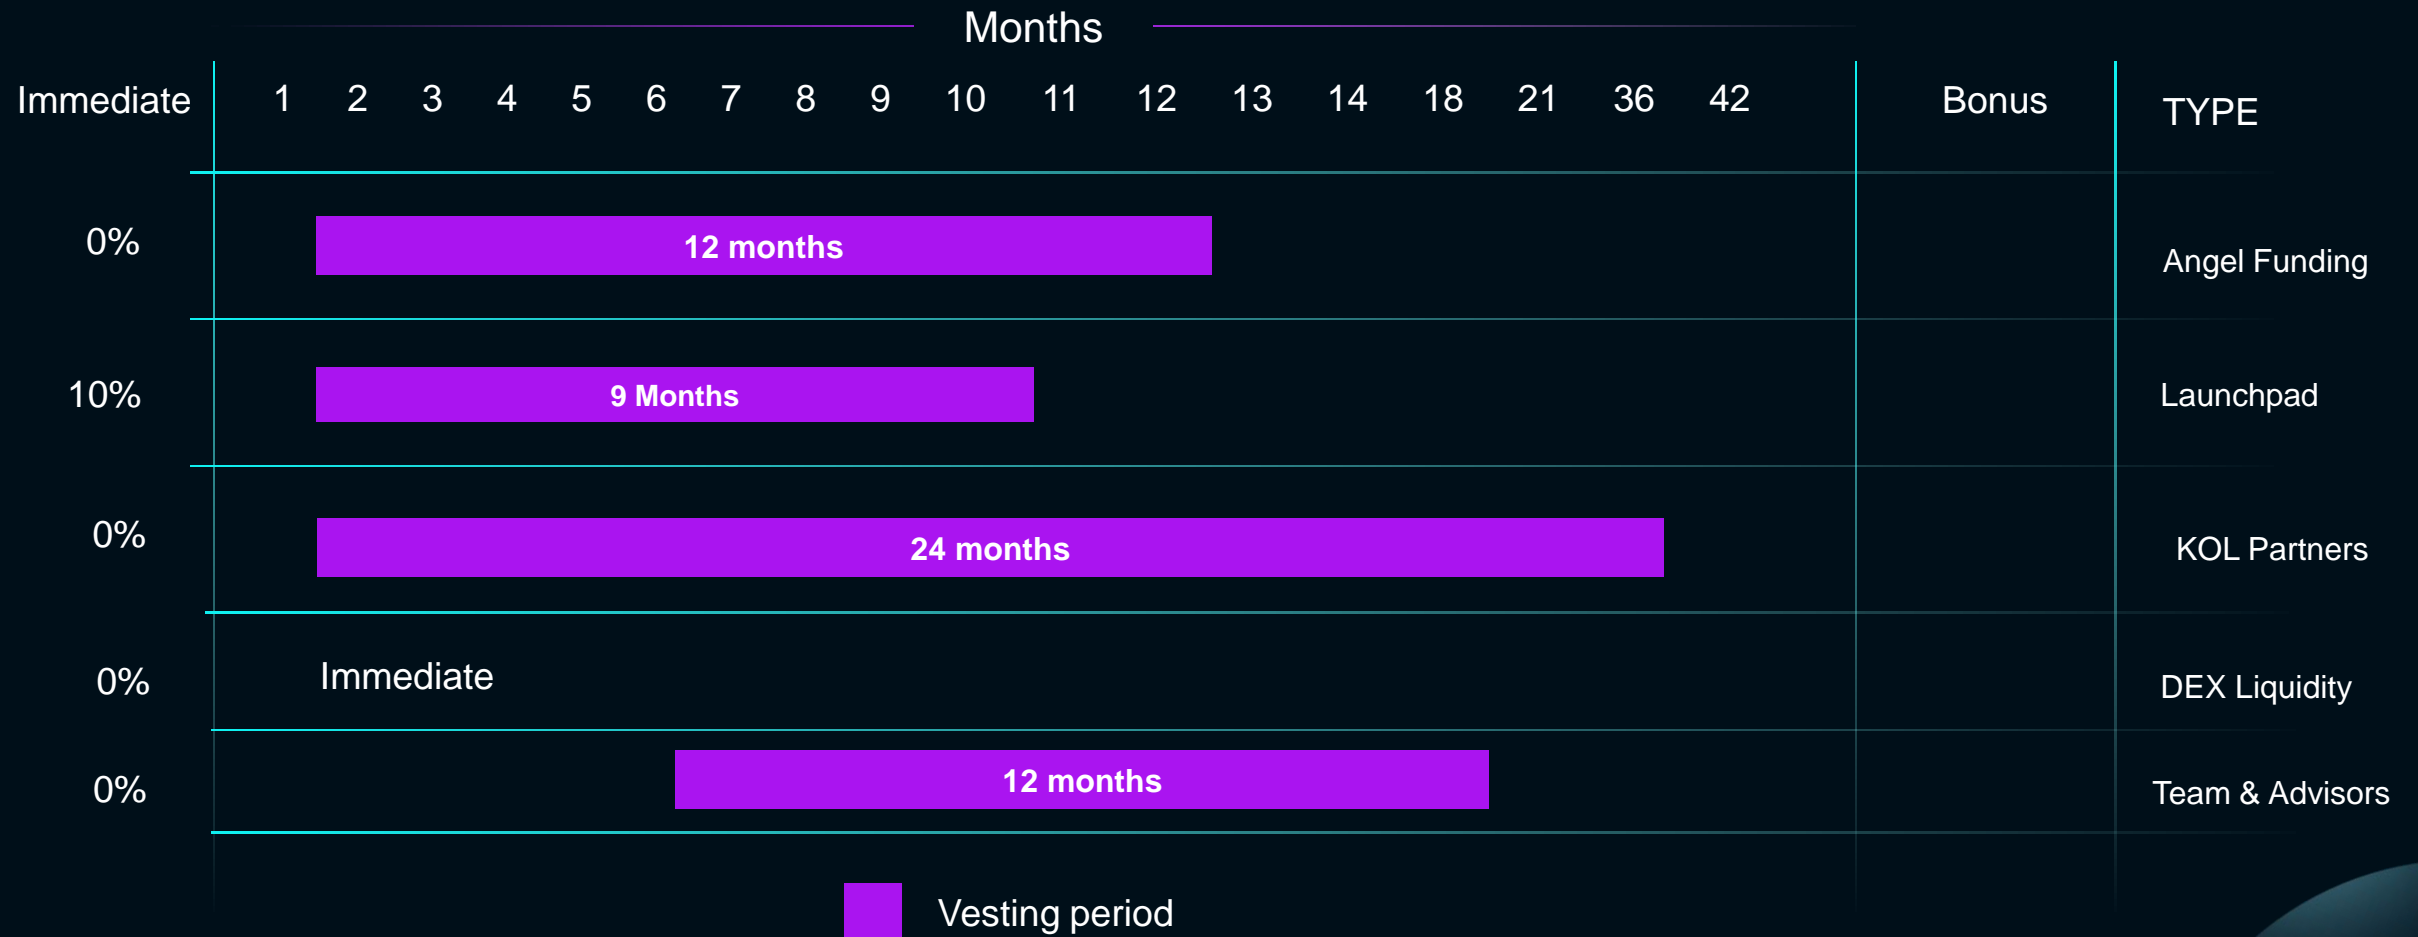 Months
Immediate 1 2 3 4 5 6 7 8 9 10 11 12 13 14 18 21 36 42 Bonus TYPE
0% 12 months Angel Funding
10% 9 Months Launchpad
0% 24 months KOL Partners
0% Immediate DEX Liquidity
0% 12 months Team & Advisors
Vesting period